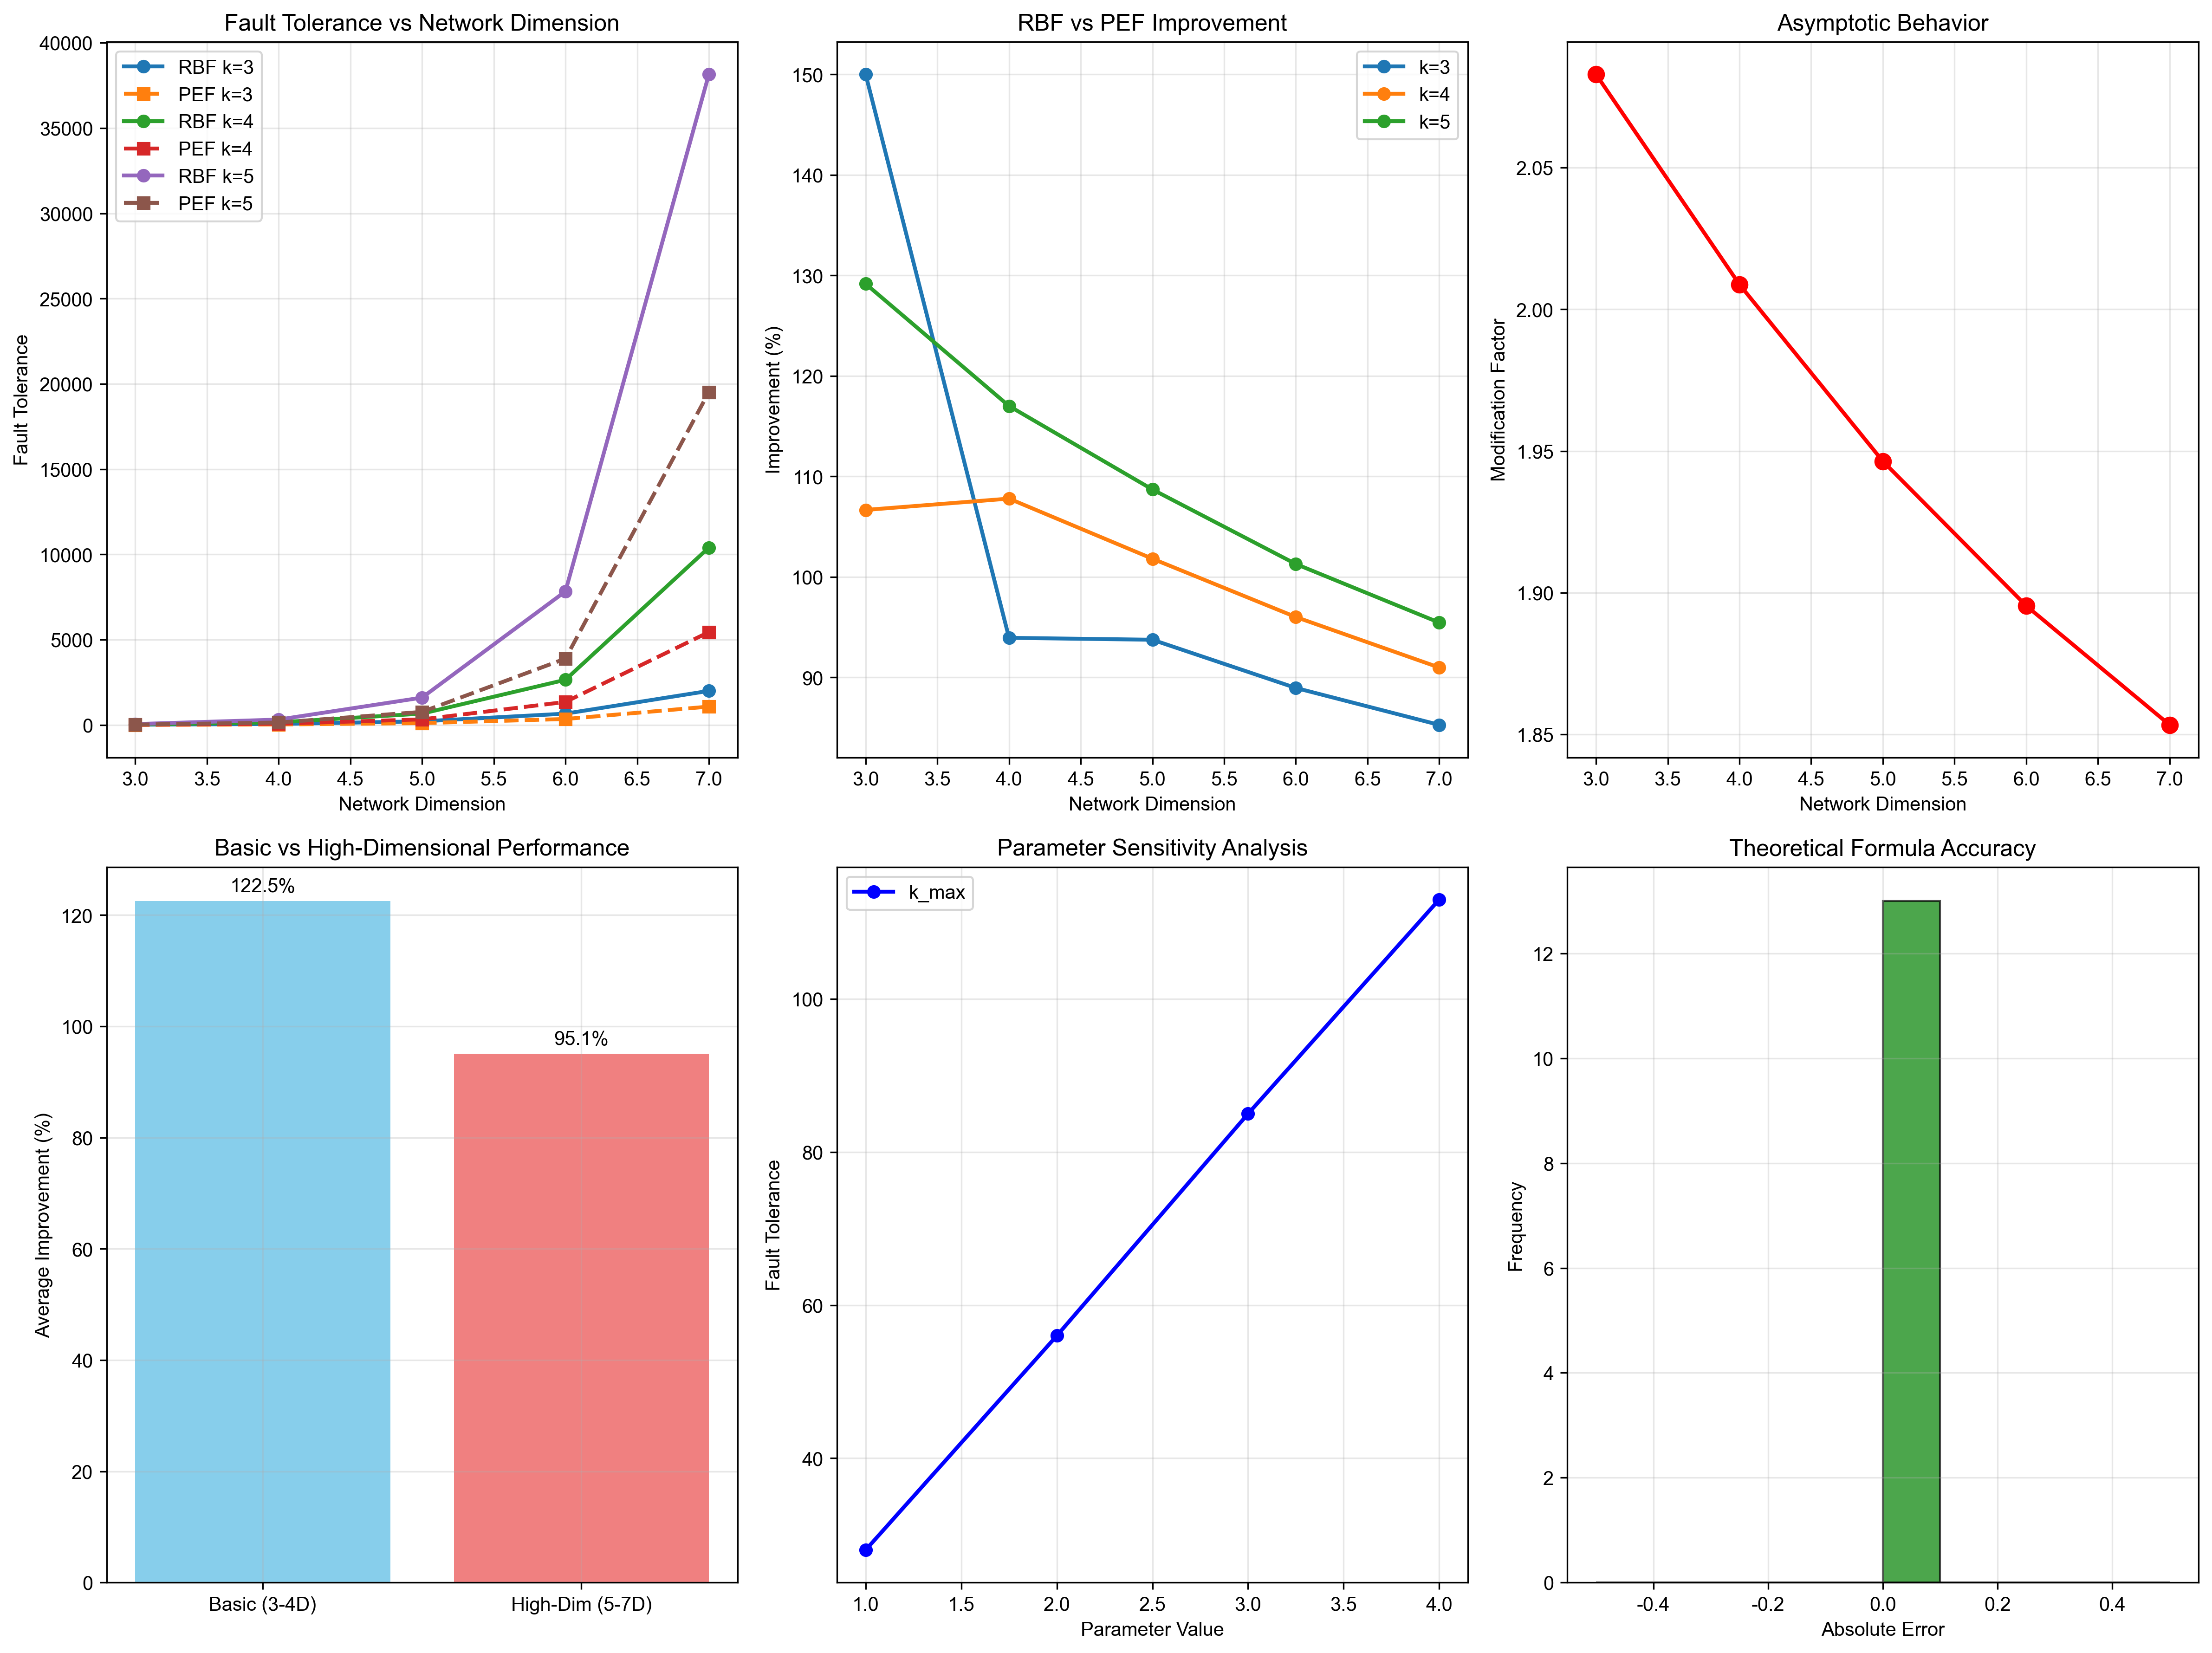 Fault Tolerance vs Network Dimension
40000
35000
30000
25000
20000
15000
10000
5000
0
Fault Tolerance
RBF k=3
PEF k=3
RBF k=4
PEF k=4
RBF k=5
PEF k=5
3.0 3.5 4.0 4.5 5.0 5.5 6.0 6.5 7.0
Network Dimension
RBF vs PEF Improvement
150
140
130
120
110
100
90
Improvement (%)
k=3
k=4
k=5
3.0 3.5 4.0 4.5 5.0 5.5 6.0 6.5 7.0
Network Dimension
Asymptotic Behavior
2.05
2.00
1.95
1.90
1.85
Modification Factor
3.0 3.5 4.0 4.5 5.0 5.5 6.0 6.5 7.0
Network Dimension
Basic vs High-Dimensional Performance
120
100
80
60
40
20
0
Average Improvement (%)
122.5%
95.1%
Basic (3-4D) High-Dim (5-7D)
Parameter Sensitivity Analysis
100
80
60
40
Fault Tolerance
k_max
1.0 1.5 2.0 2.5 3.0 3.5 4.0
Parameter Value
Theoretical Formula Accuracy
12
10
8
6
4
2
0
Frequency
-0.4 -0.2 0.0 0.2 0.4
Absolute Error